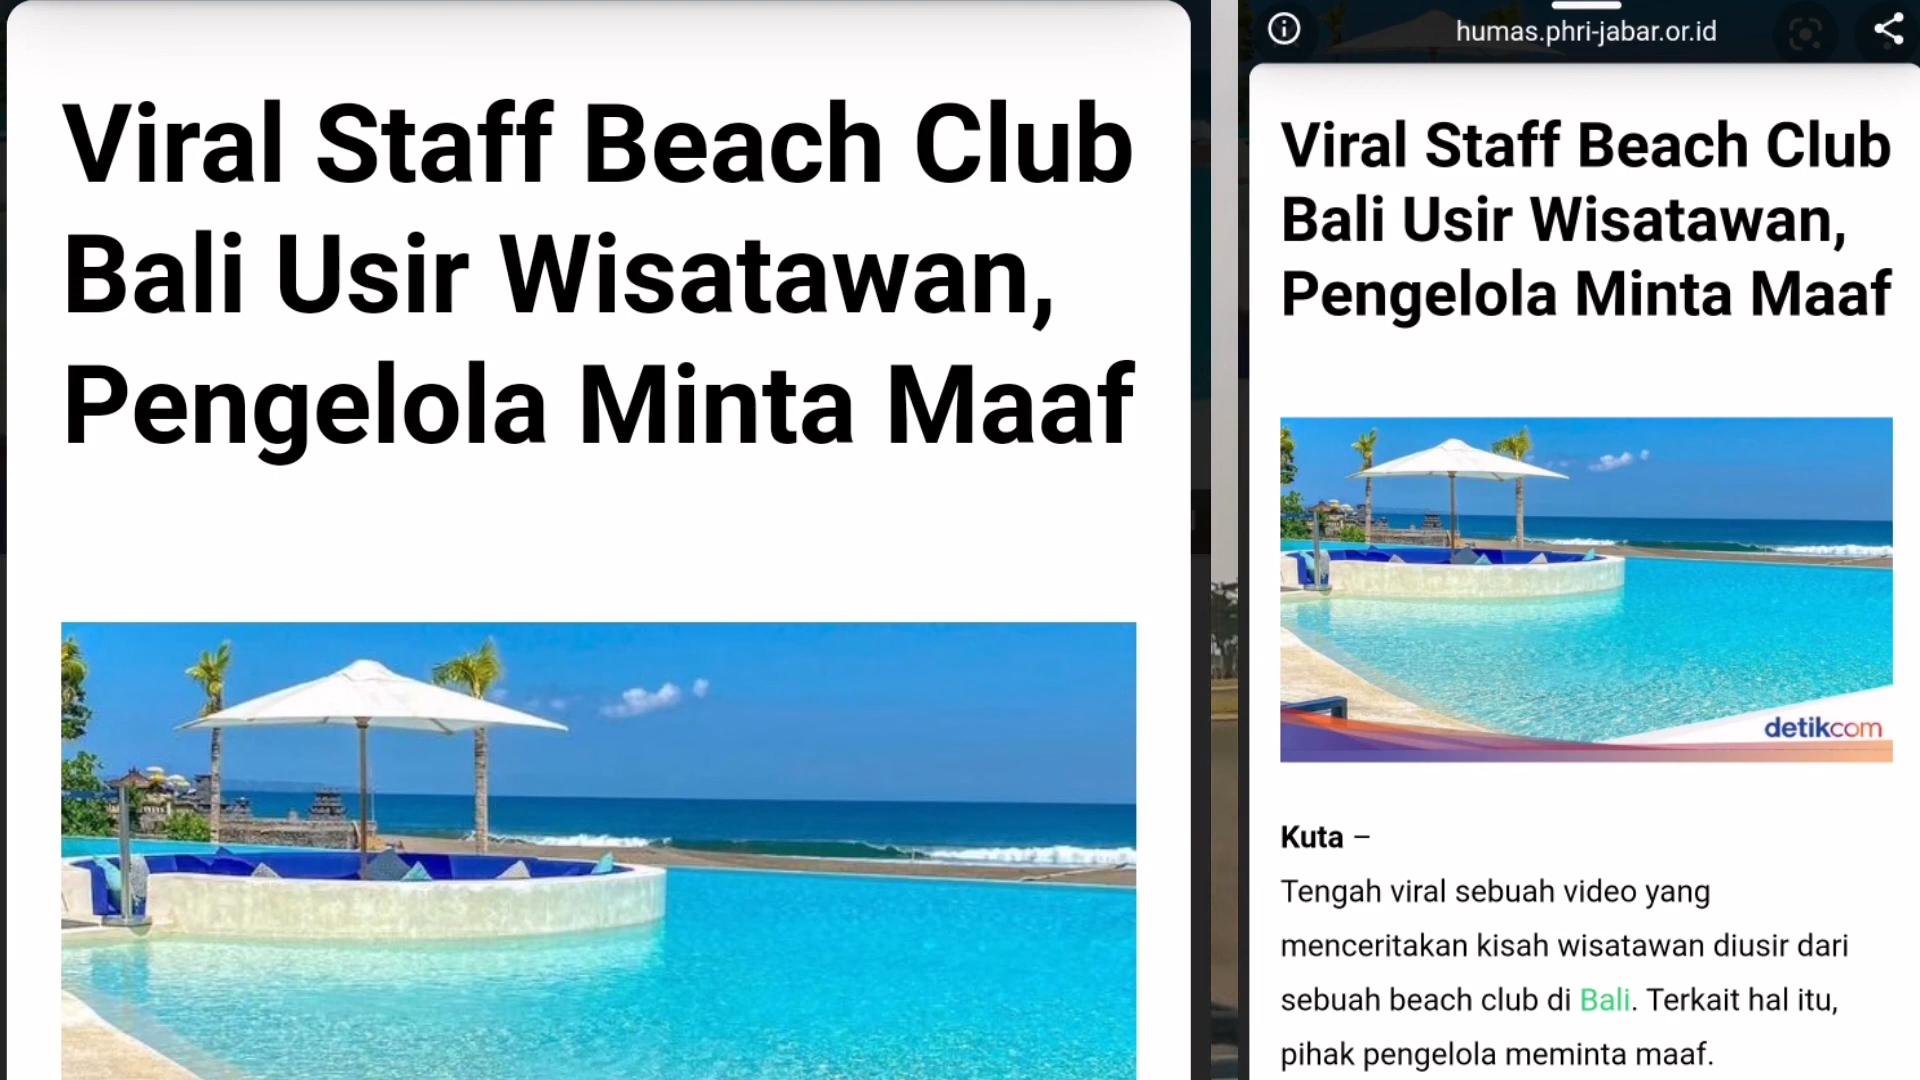 Viral Staff Beach Club
Bali Usir Wisatawan,
Pengelola Minta Maaf
humas.phri-jabar.or.id
Viral Staff Beach Club
Bali Usir Wisatawan,
Pengelola Minta Maaf
detikcom
Kuta –
Tengah viral sebuah video yang
menceritakan kisah wisatawan diusir dari
sebuah beach club di Bali. Terkait hal itu,
pihak pengelola meminta maaf.